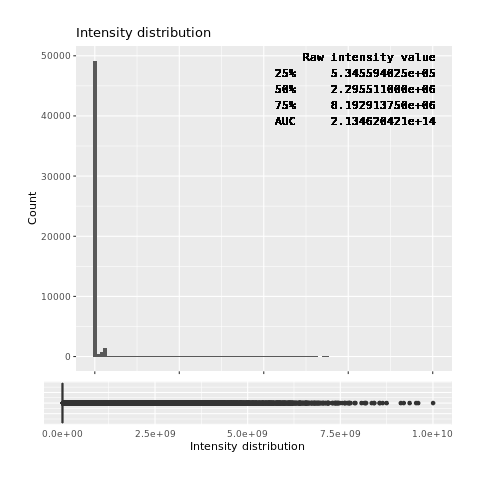 Intensity distribution
Raw intensity value
25% 5.345594025e+05
50% 2.295511000e+06
75% 8.192913750e+06
AUC 2.134620421e+14
50000
40000
30000
20000
10000
0
Count
0.0e+00 2.5e+09 5.0e+09 7.5e+09 1.0e+10
Intensity distribution